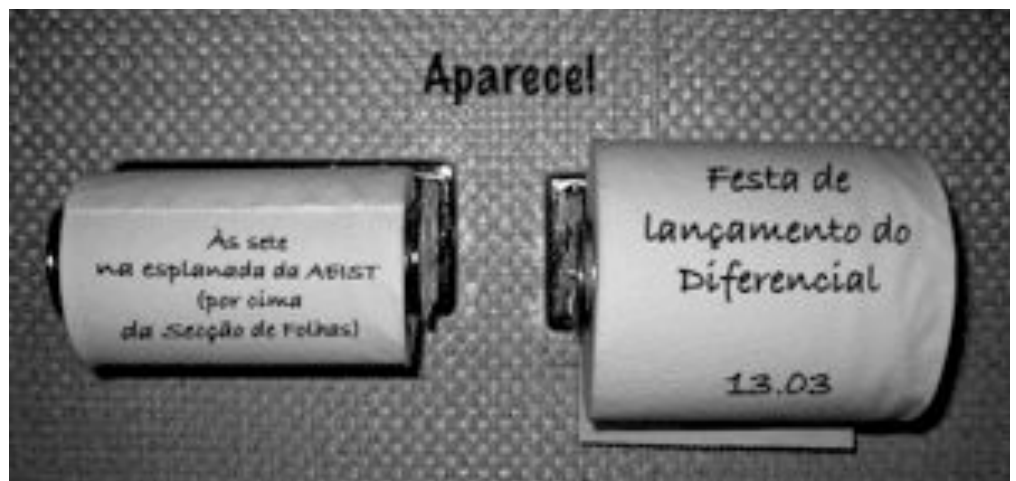 Aparece!
Às sete
na esplanada da AEIST
(por cima
da Secção de Folhas)
Festa de
lançamento do
Diferencial
13.03